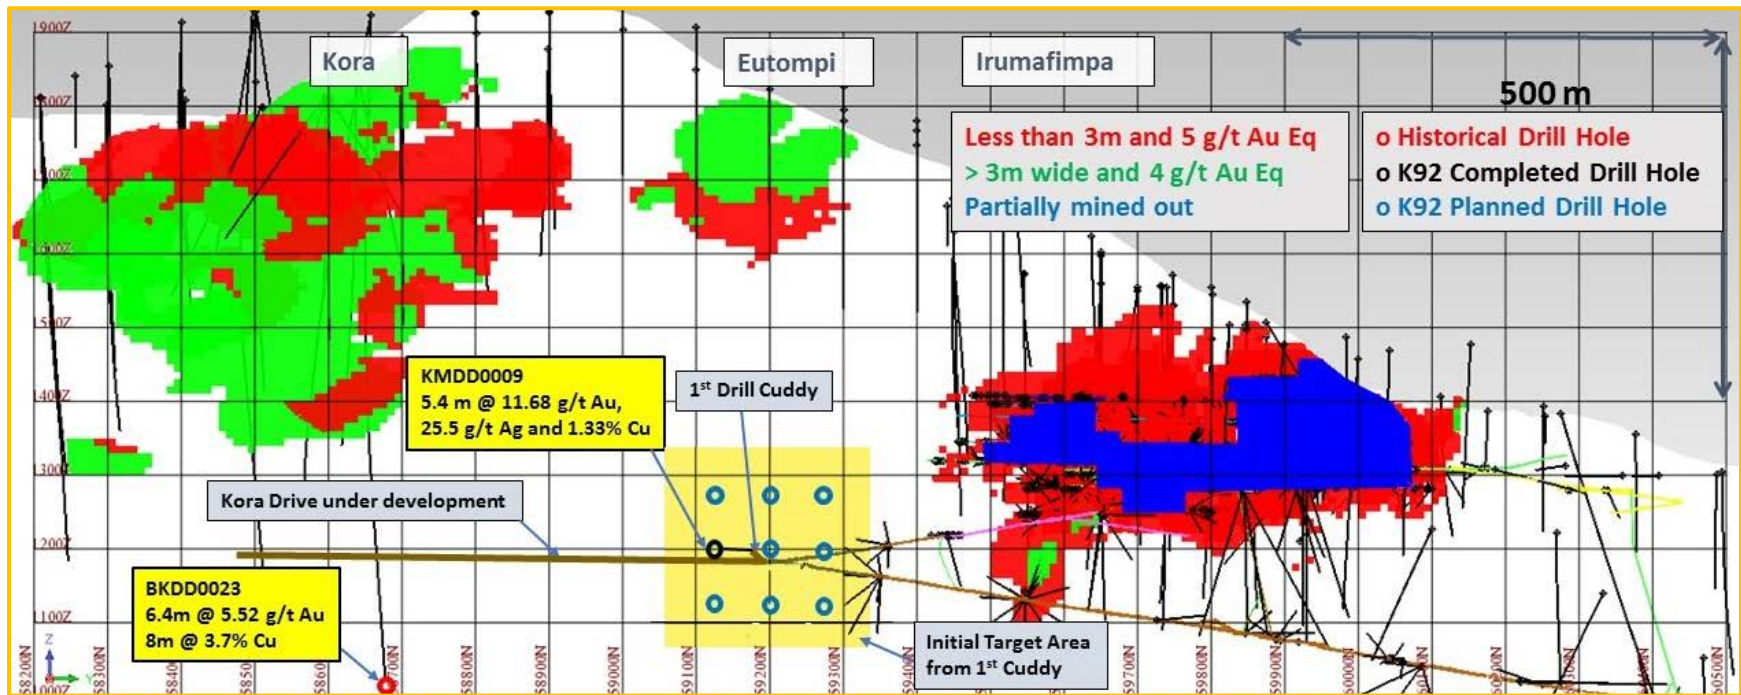 1900Z
Kora
Eutompi
Irumafimpa
500 m
Less than 3m and 5 g/t Au Eq
> 3m wide and 4 g/t Au Eq
Partially mined out
o Historical Drill Hole
o K92 Completed Drill Hole
o K92 Planned Drill Hole
1600Z
1500Z
1400Z
1300Z
1200Z
1100Z
KMDD0009
5.4 m @ 11.68 g/t Au,
25.5 g/t Ag and 1.33% Cu
1st Drill Cuddy
Kora Drive under development
BKDD0023
6.4m @ 5.52 g/t Au
8m @ 3.7% Cu
Initial Target Area
from 1st Cuddy
Z
Y
58200N
58300N
58800N
58900N
59000N
59100N
59200N
59300N
59700N
59800N
59900N
60000N